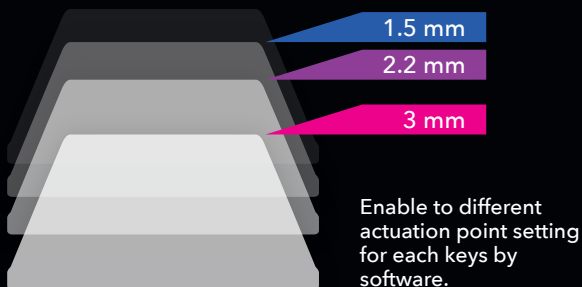 1.5 mm
2.2 mm
3 mm
Enable to different
actuation point setting
for each keys by
software.